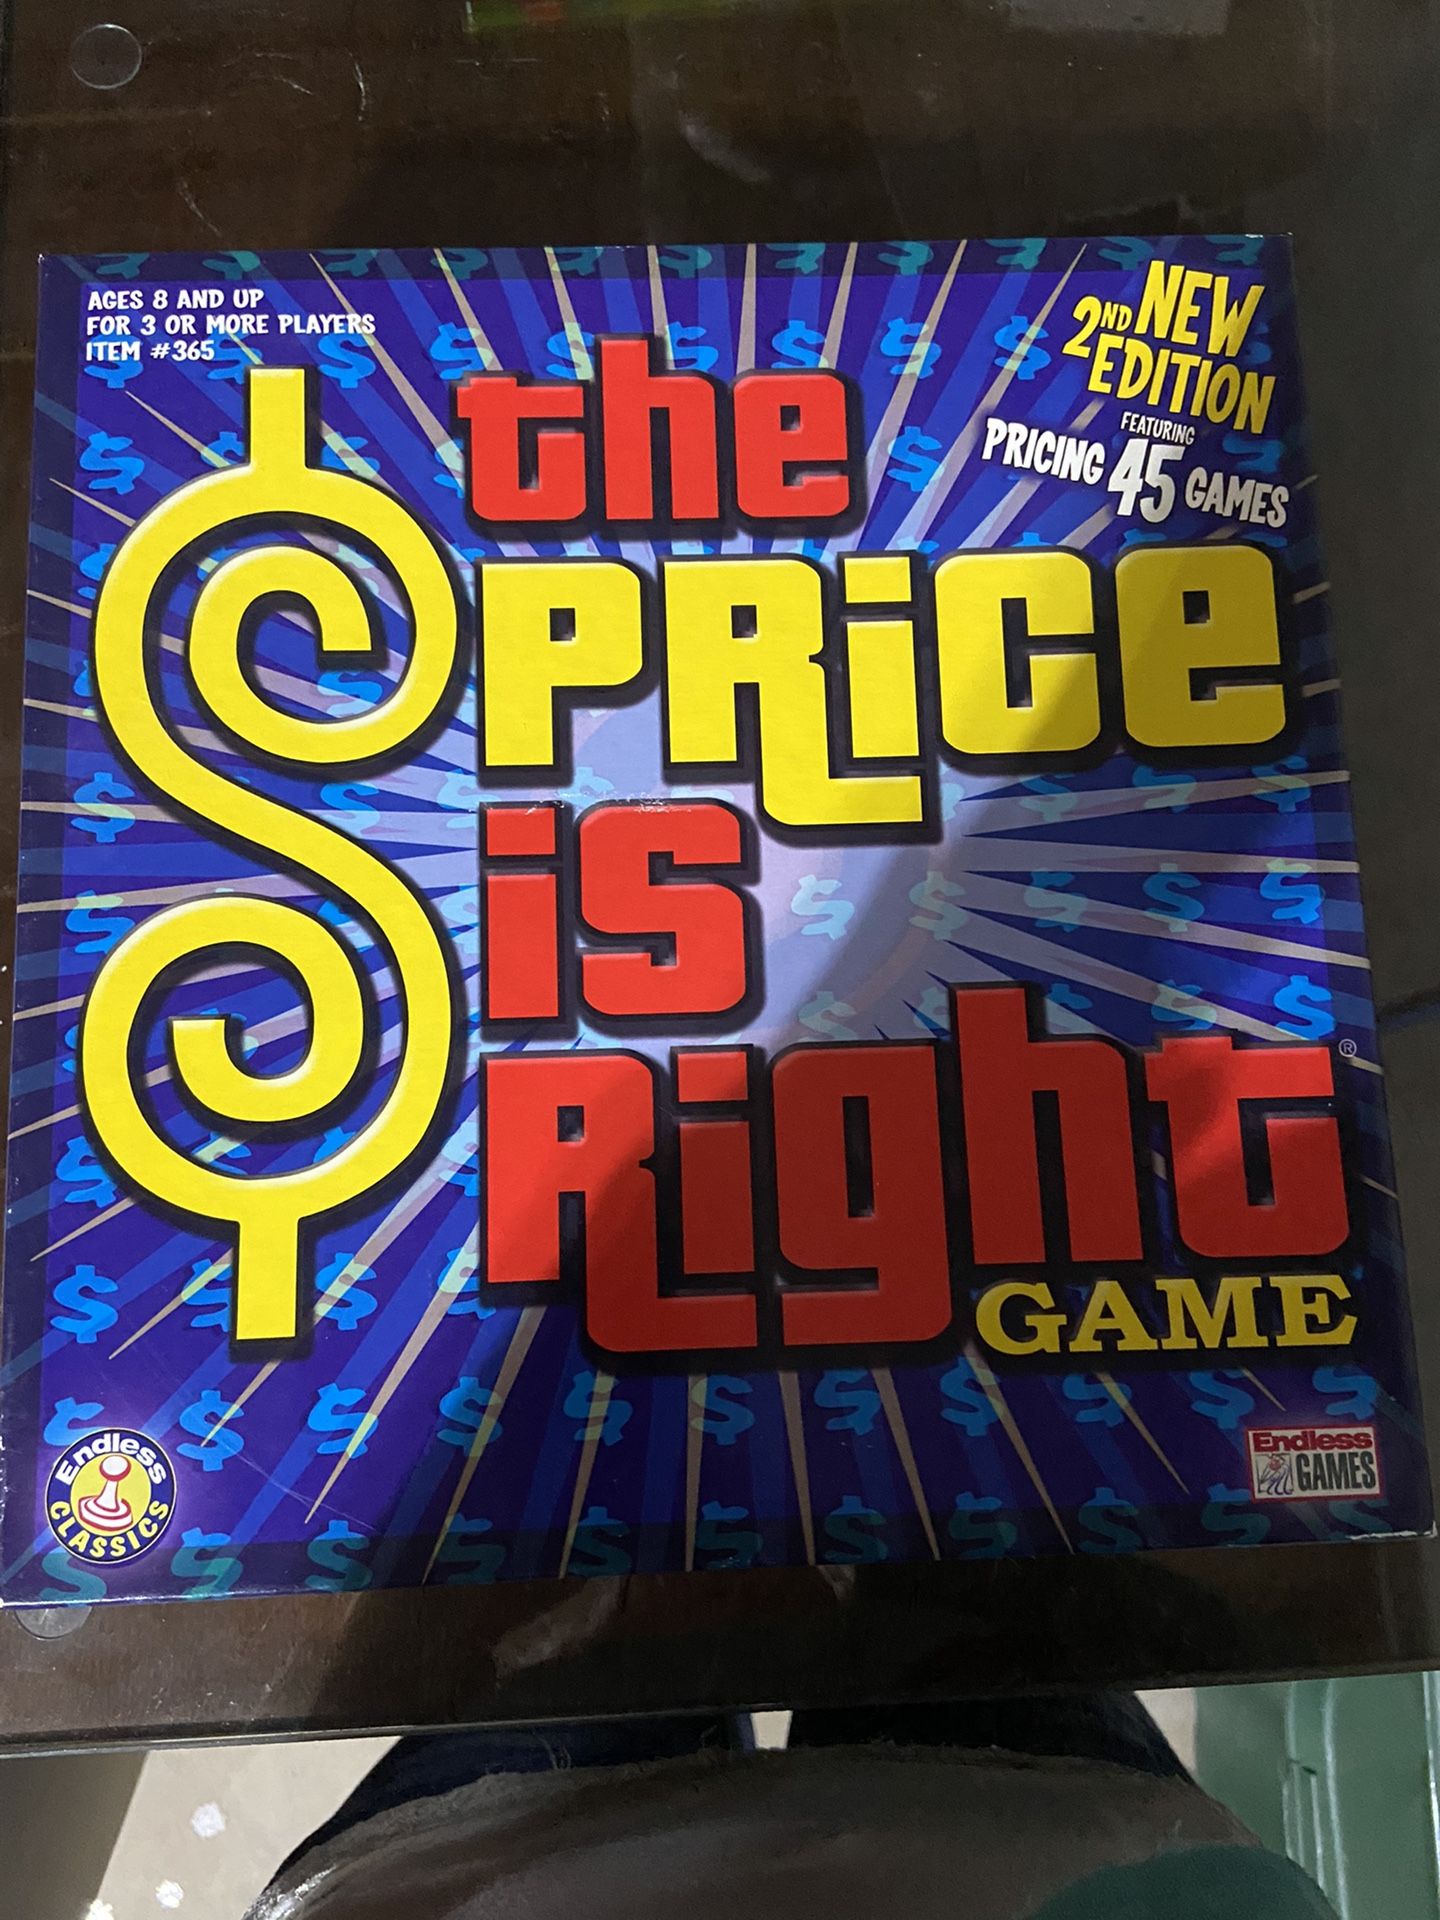 AGES 8 AND UP
FOR 3 OR MORE PLAYERS
ITEM #365
2ND NEW
EDITION
FEATURING
PRICING 45 GAMES
the
PRice
is
Right®
GAME
Endless
CLASSICS
Endless
GAMES